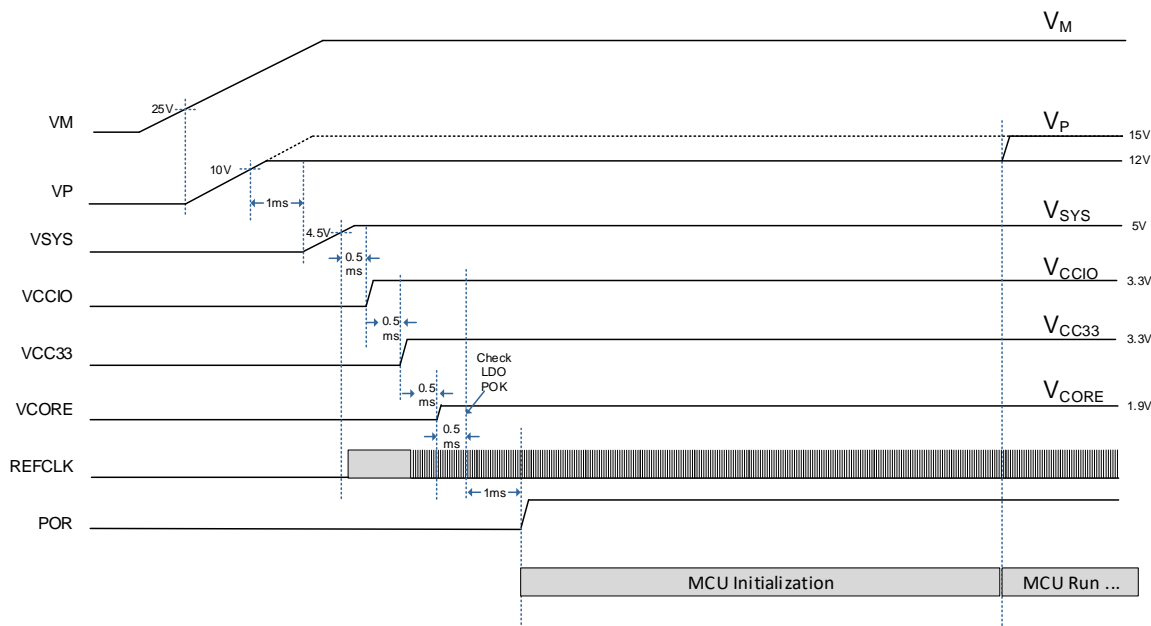 VM
25V
VM
VP
15V
10V
12V
VP
1ms
VSYS
4.5V
5V
VSYS
0.5
ms
VCCIO
3.3V
VCCIO
0.5
ms
VCC33
3.3V
VCC33
Check
LDO
POK
0.5
ms
VCORE
1.9V
VCORE
0.5
ms
REFCLK
1ms
POR
MCU Initialization
MCU Run ...